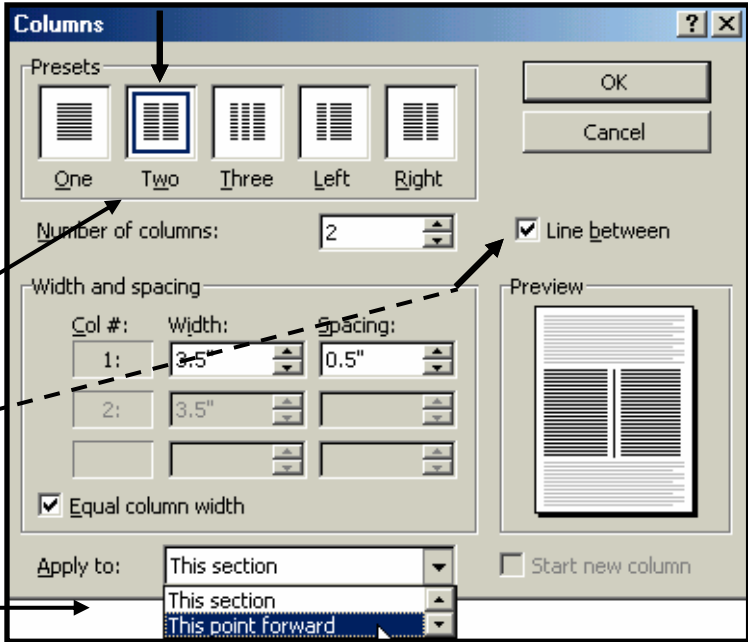 Columns
Presets
OK
Cancel
One Two Three Left Right
Number of columns: 2
Line between
Width and spacing
Preview
Col #: Width: Spacing:
1: 3.5" 0.5"
2: 3.5"
Equal column width
Apply to: This section
Start new column
This section
This point forward